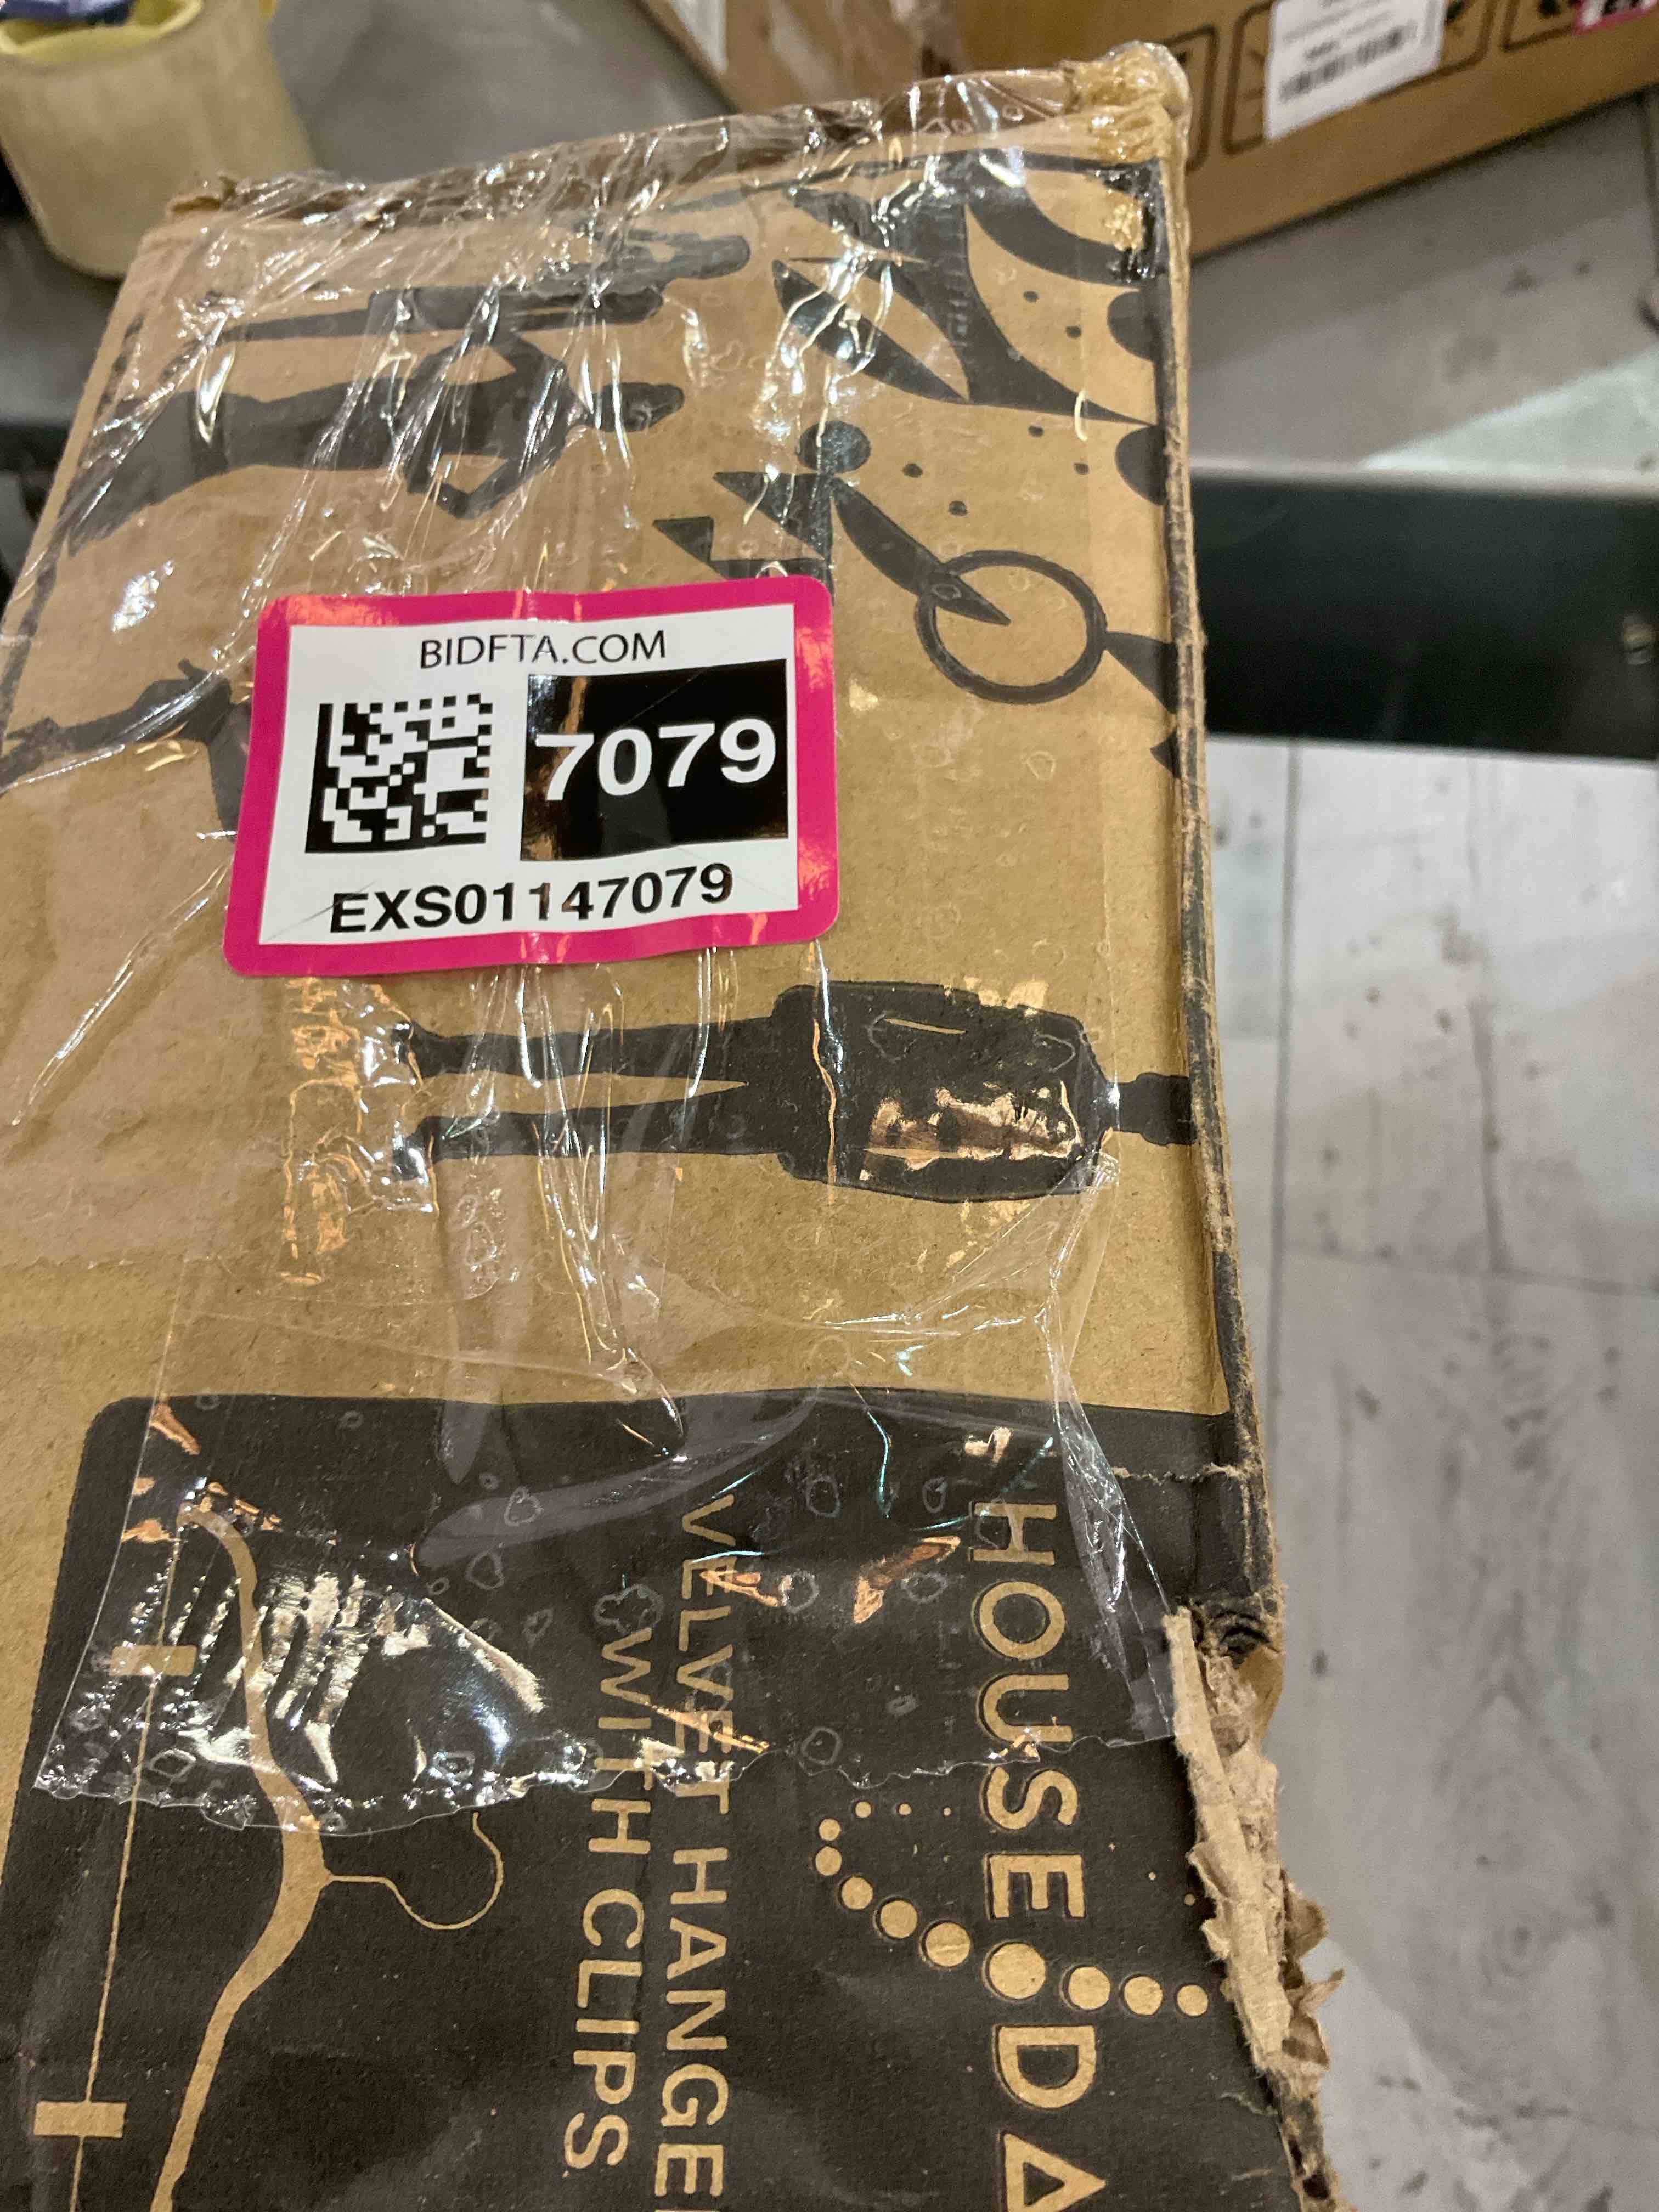 BIDFTA.COM
7079
EXS01147079
HOUSE DA
VELVET HANGE
WITH CLIPS